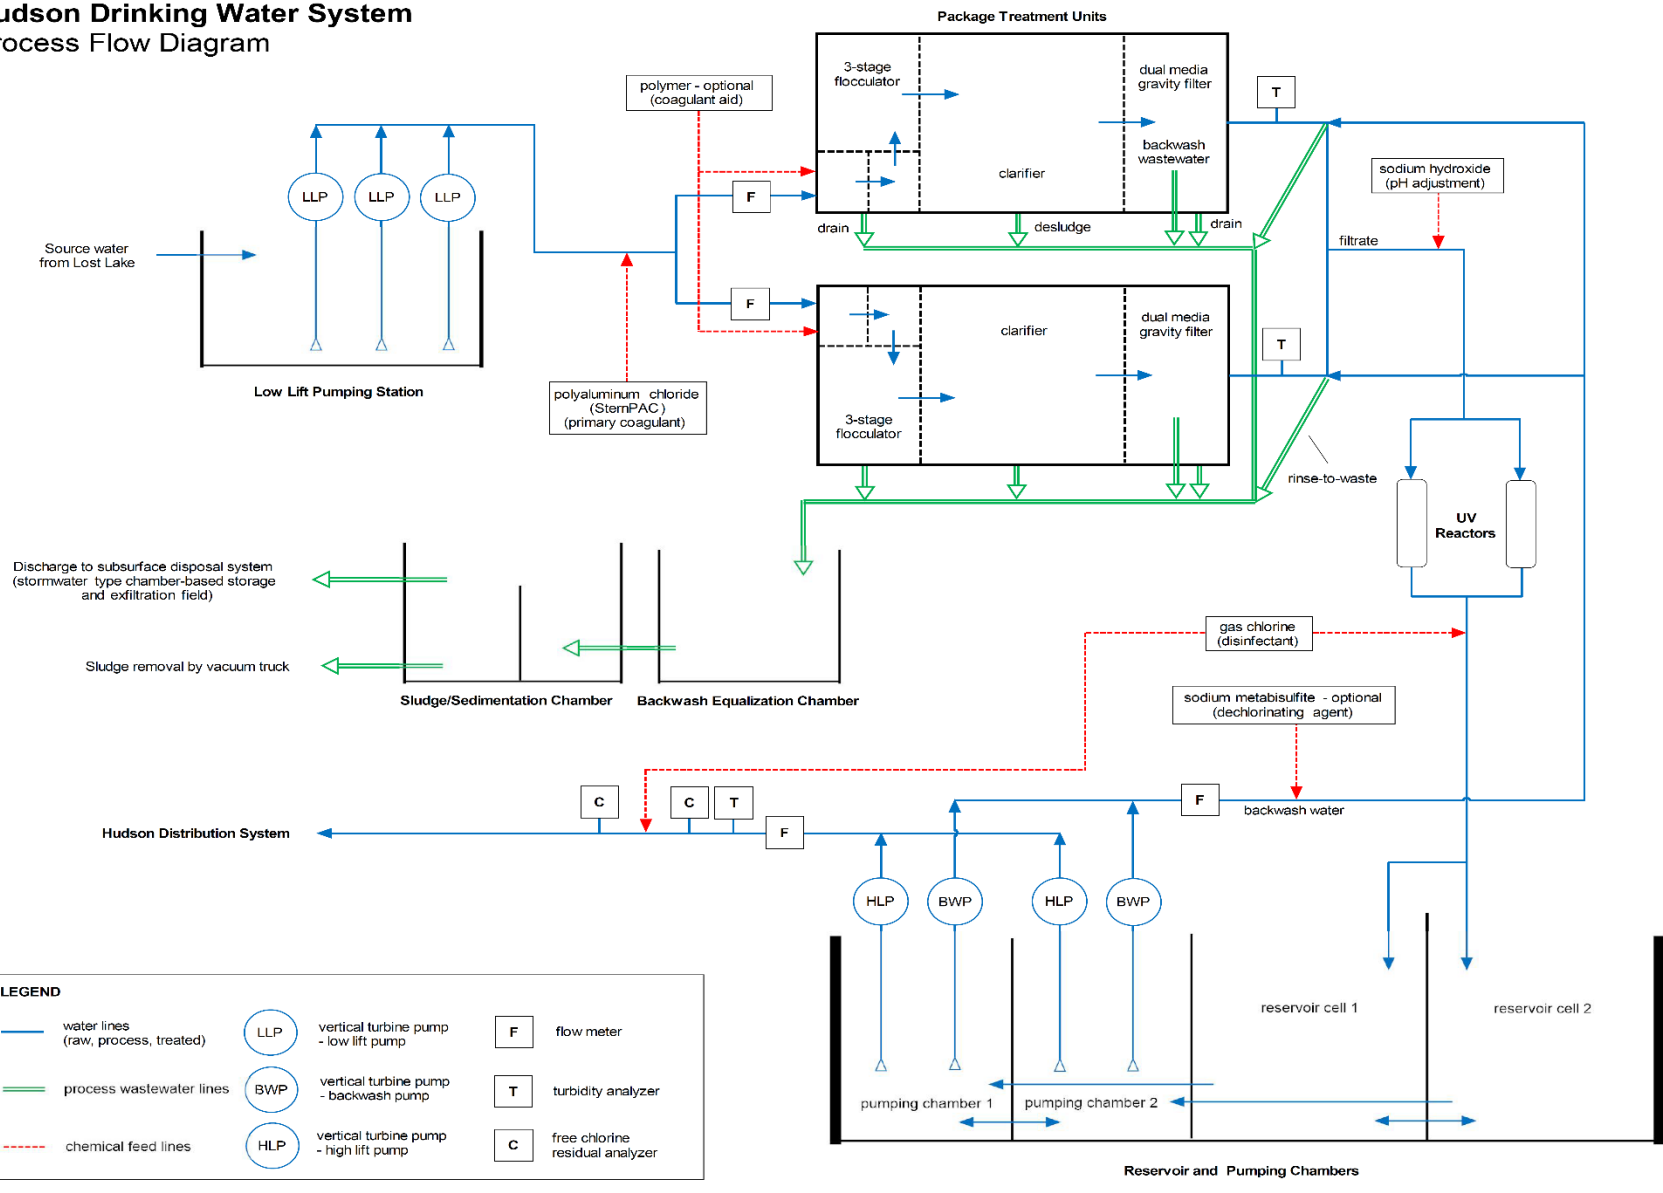 udson Drinking Water System
rocess Flow Diagram
Package Treatment Units
3-stage
flocculator
dual media
gravity filter
T
polymer - optional
(coagulant aid)
backwash
wastewater
clarifier
sodium hydroxide
(pH adjustment)
LLP
LLP
LLP
F
drain
desludge
drain
filtrate
Source water
from Lost Lake
F
clarifier
dual media
gravity filter
T
Low Lift Pumping Station
polyaluminum chloride
(SternPAC)
(primary coagulant)
3-stage
flocculator
rinse-to-waste
UV
Reactors
Discharge to subsurface disposal system
(stormwater type chamber-based storage
and exfiltration field)
Sludge removal by vacuum truck
Sludge/Sedimentation Chamber
Backwash Equalization Chamber
gas chlorine
(disinfectant)
sodium metabisulfite - optional
(dechlorinating agent)
C
C
T
F
F
backwash water
Hudson Distribution System
HLP
BWP
HLP
BWP
reservoir cell 1
reservoir cell 2
pumping chamber 1
pumping chamber 2
Reservoir and Pumping Chambers
LEGEND
water lines
(raw, process, treated)
LLP
vertical turbine pump
- low lift pump
F
flow meter
process wastewater lines
BWP
vertical turbine pump
- backwash pump
T
turbidity analyzer
chemical feed lines
HLP
vertical turbine pump
- high lift pump
C
free chlorine
residual analyzer